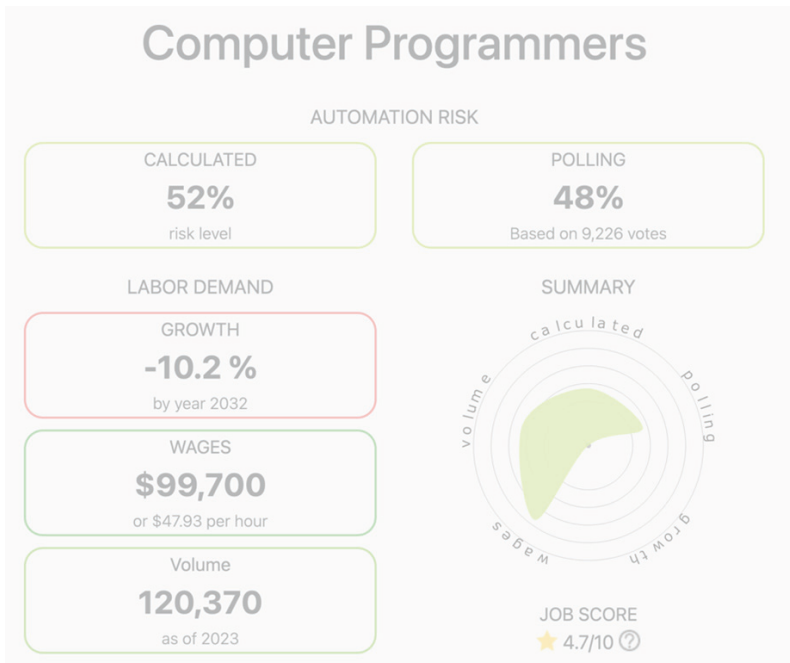 Computer Programmers
AUTOMATION RISK
CALCULATED
52%
risk level
POLLING
48%
Based on 9,226 votes
LABOR DEMAND
GROWTH
-10.2 %
by year 2032
WAGES
$99,700
or $47.93 per hour
Volume
120,370
as of 2023
SUMMARY
calculated
polling
growth
wages
volume
JOB SCORE
4.7/10 ?